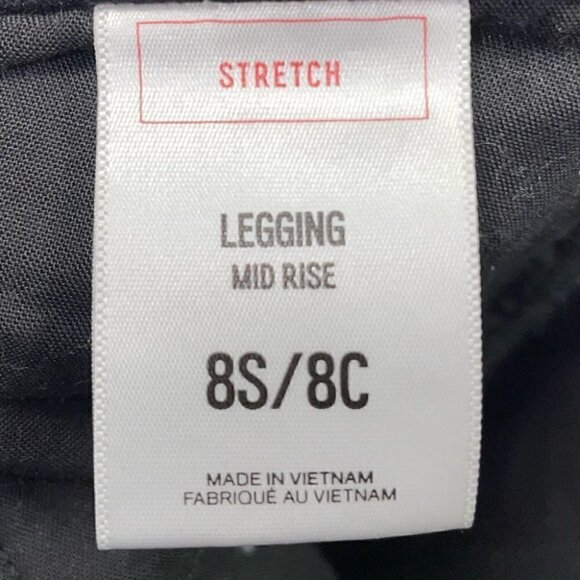 STRETCH
LEGGING
MID RISE
8S/8C
MADE IN VIETNAM
FABRIQUÉ AU VIETNAM